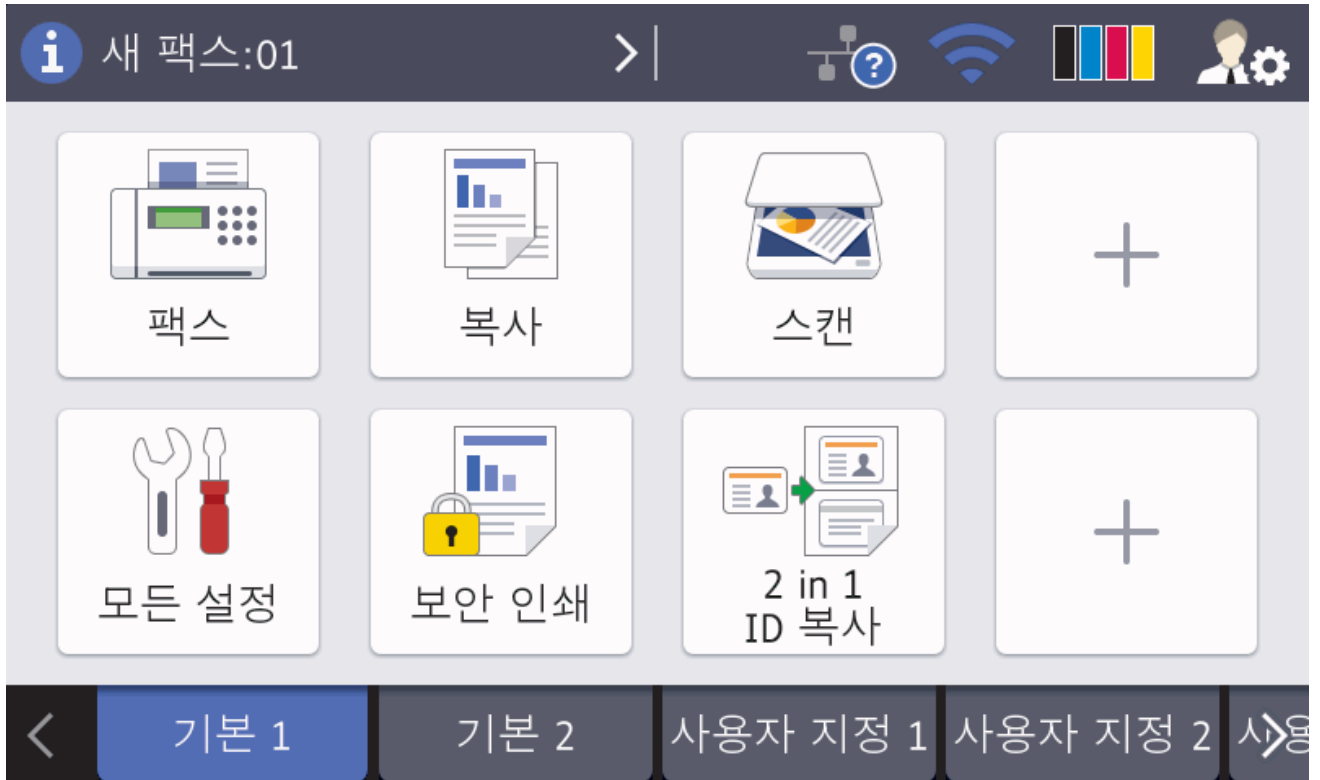 새 팩스:01
팩스
복사
스캔
모든 설정
보안 인쇄
2 in 1
ID 복사
기본 1
기본 2
사용자 지정 1
사용자 지정 2